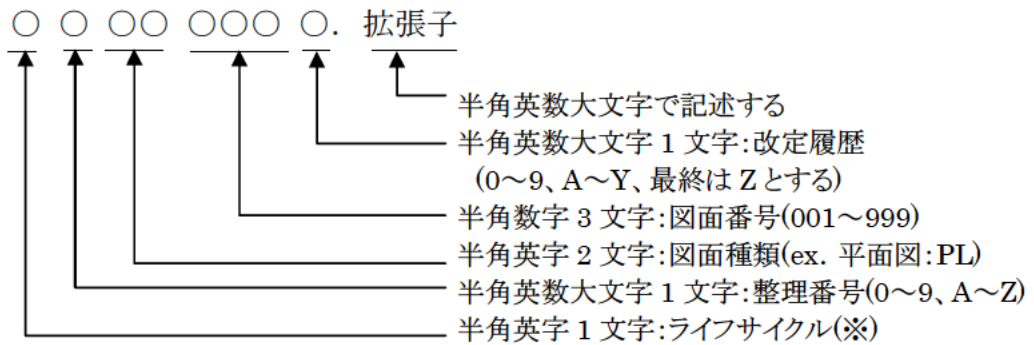 ○ ○ ○○ ○○○ ○. 拡張子
半角英数大文字で記述する
半角英数大文字1文字:改定履歴
(0～9、A～Y、最終はZとする)
半角数字3文字:図面番号(001～999)
半角英字2文字:図面種類(ex. 平面図:PL)
半角英数大文字1文字:整理番号(0～9、A～Z)
半角英字1文字:ライフサイクル(※)